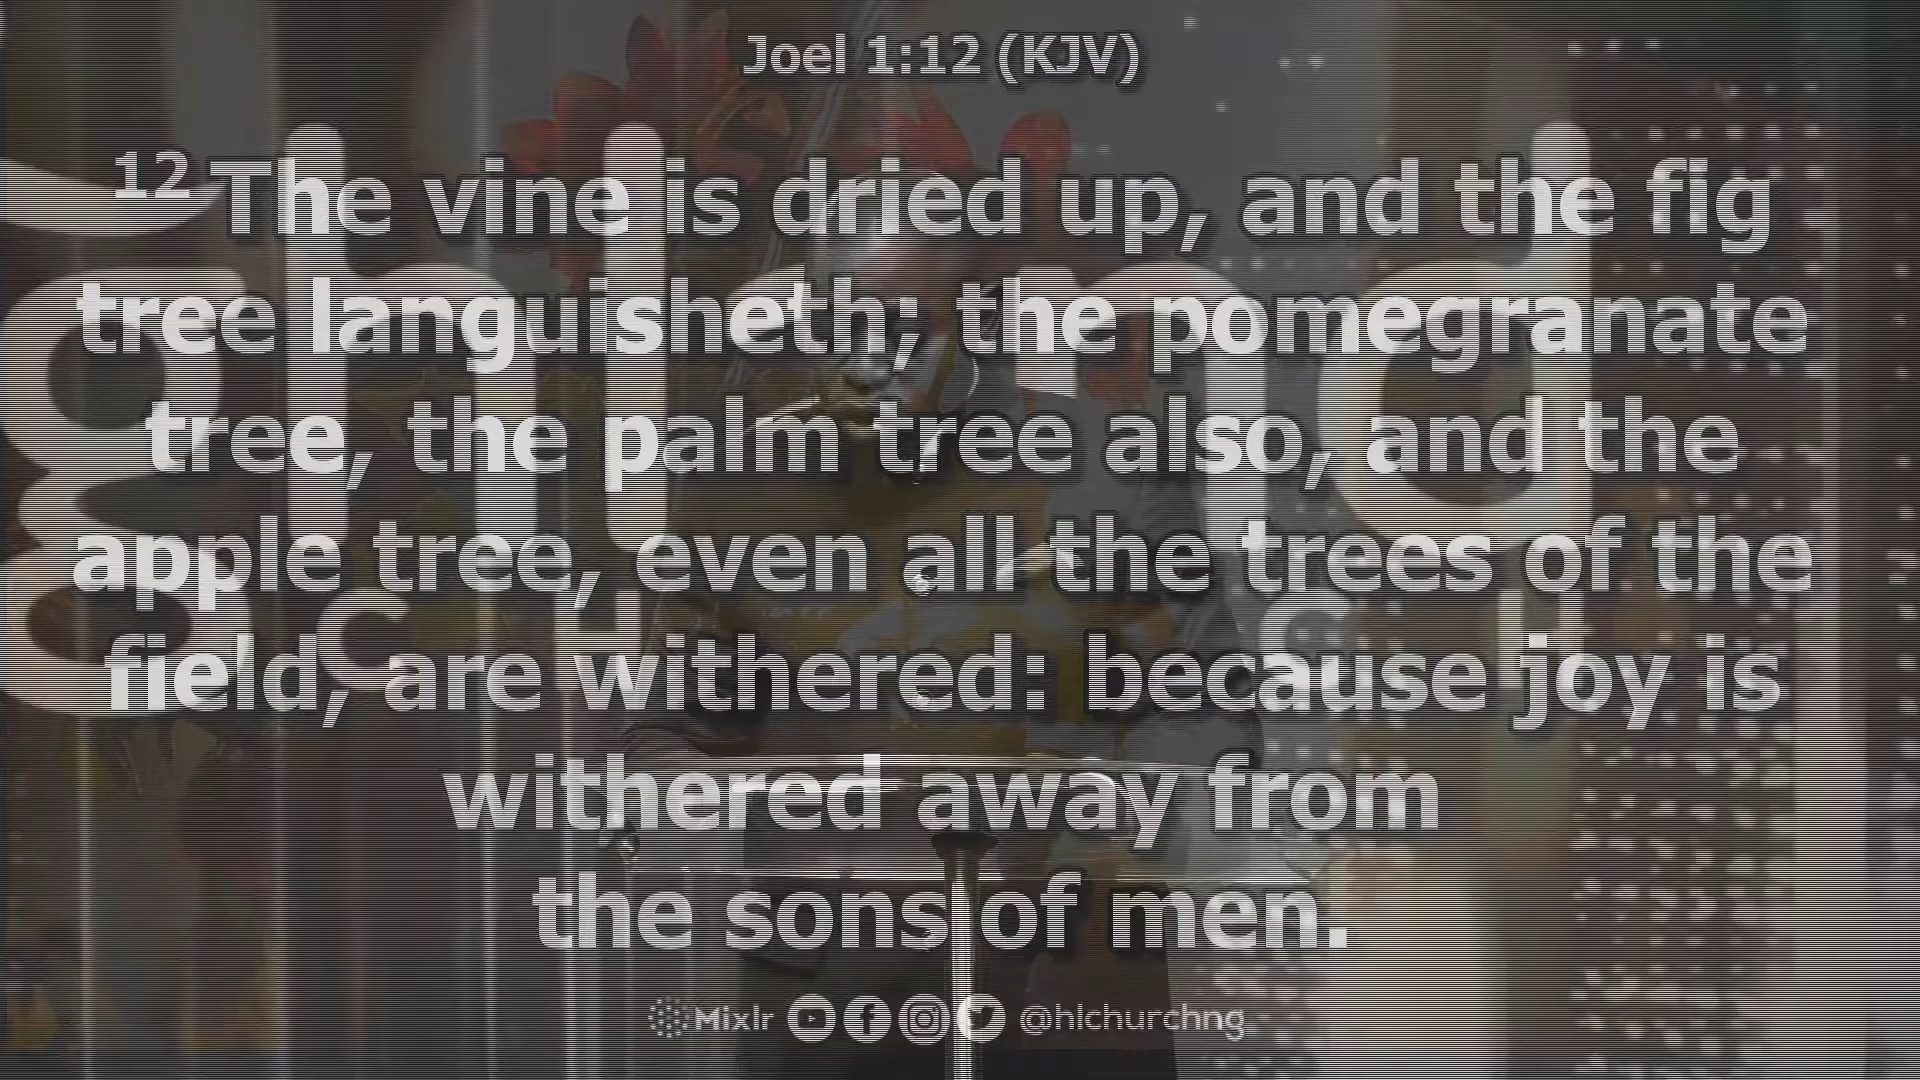 Joel 1:12 (KJV)
12 The vine is dried up, and the fig
tree languisheth; the pomegranate
tree, the palm tree also, and the
apple tree, even all the trees of the
field, are withered: because joy is
withered away from
the sons of men.
Mixlr @hlchurchng